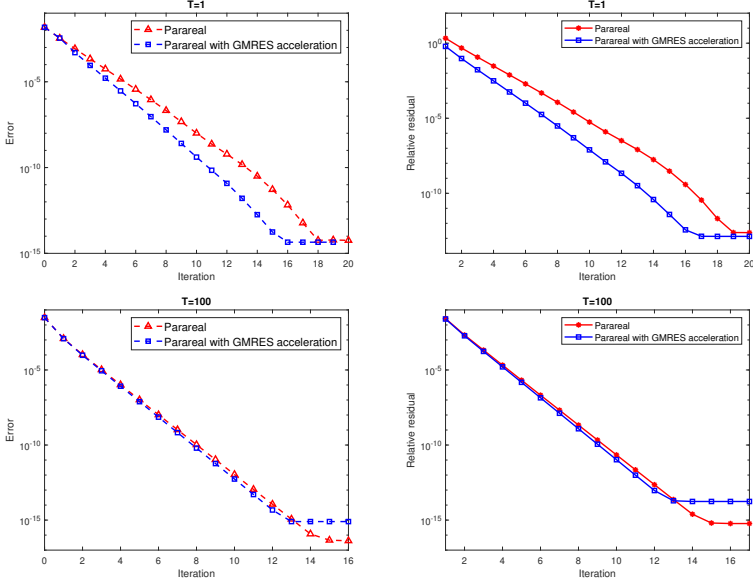 T=1
Error
10^-5
10^-10
10^-15
0 2 4 6 8 10 12 14 16 18 20
Iteration
Parareal
Parareal with GMRES acceleration
T=1
Relative residual
10^0
10^-5
10^-10
2 4 6 8 10 12 14 16 18 20
Iteration
Parareal
Parareal with GMRES acceleration
T=100
Error
10^-5
10^-10
10^-15
0 2 4 6 8 10 12 14 16
Iteration
Parareal
Parareal with GMRES acceleration
T=100
Relative residual
10^-5
10^-10
10^-15
2 4 6 8 10 12 14 16
Iteration
Parareal
Parareal with GMRES acceleration